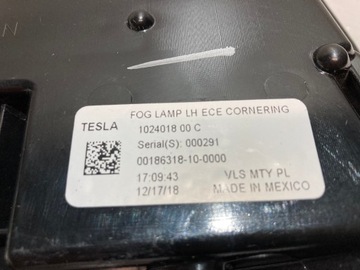 FOG LAMP LH ECE CORNERING
TESLA 1024018 00 C
Serial(S): 000291
00186318-10-0000
17:09:43 VLS MTY PL
12/17/18 MADE IN MEXICO